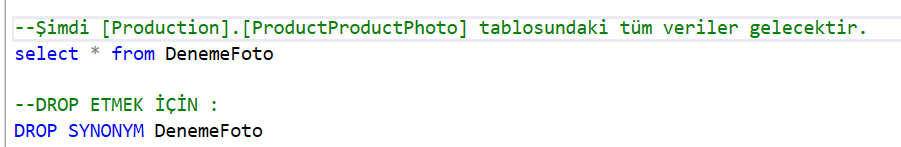 --Şimdi [Production].[ProductProductPhoto] tablosundaki tüm veriler gelecektir.
select * from DenemeFoto
--DROP ETMEK İÇİN :
DROP SYNONYM DenemeFoto